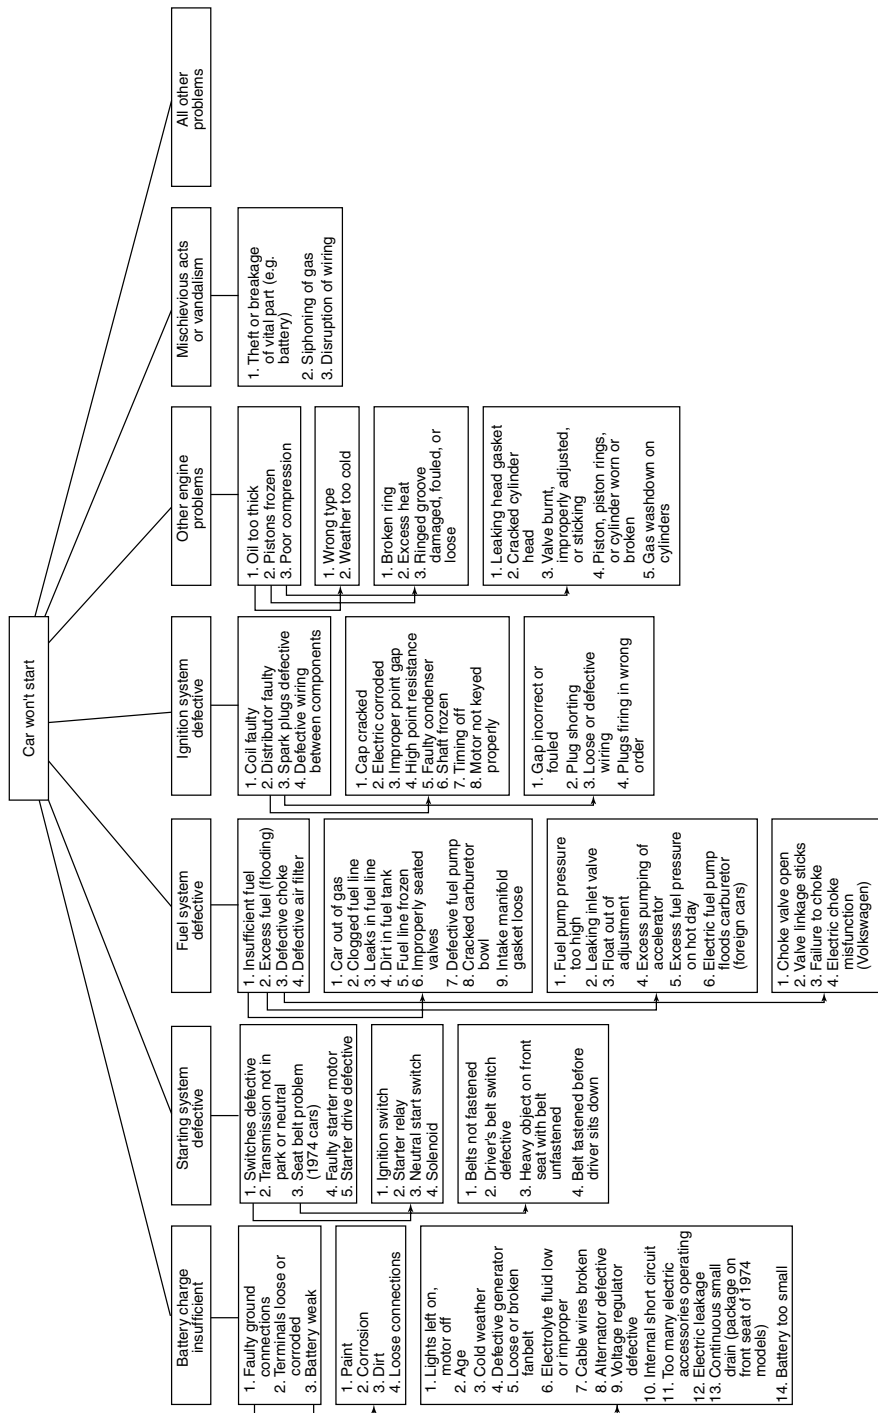 Car won't start
Battery charge
insufficient
1. Faulty ground
connections
2. Terminals loose or
corroded
3. Battery weak
1. Paint
2. Corrosion
3. Dirt
4. Loose connections
1. Lights left on,
motor off
2. Age
3. Cold weather
4. Defective generator
5. Loose or broken
fanbelt
6. Electrolyte fluid low
or improper
7. Cable wires broken
8. Alternator defective
9. Voltage regulator
defective
10. Internal short circuit
11. Too many electric
accessories operating
12. Electric leakage
13. Continuous small
drain (package on
front seat of 1974
models)
14. Battery too small
Starting system
defective
1. Switches defective
2. Transmission not in
park or neutral
3. Seat belt problem
(1974 cars)
4. Faulty starter motor
5. Starter drive defective
1. Ignition switch
2. Starter relay
3. Neutral start switch
4. Solenoid
1. Belts not fastened
2. Driver's belt switch
defective
3. Heavy object on front
seat with belt
unfastened
4. Belt fastened before
driver sits down
Fuel system
defective
1. Insufficient fuel
2. Excess fuel (flooding)
3. Defective choke
4. Defective air filter
1. Car out of gas
2. Clogged fuel line
3. Leaks in fuel line
4. Dirt in fuel tank
5. Fuel line frozen
6. Improperly seated
valves
7. Defective fuel pump
8. Cracked carburetor
bowl
9. Intake manifold
gasket loose
1. Fuel pump pressure
too high
2. Leaking inlet valve
3. Float out of
adjustment
4. Excess pumping of
accelerator
5. Excess fuel pressure
on hot day
6. Electric fuel pump
floods carburetor
(foreign cars)
1. Choke valve open
2. Valve linkage sticks
3. Failure to choke
4. Electric choke
misfunction
(Volkswagen)
Ignition system
defective
1. Coil faulty
2. Distributor faulty
3. Spark plugs defective
4. Defective wiring
between components
1. Cap cracked
2. Electric corroded
3. Improper point gap
4. High point resistance
5. Faulty condenser
6. Shaft frozen
7. Timing off
8. Motor not keyed
properly
1. Gap incorrect or
fouled
2. Plug shorting
3. Loose or defective
wiring
4. Plugs firing in wrong
order
Other engine
problems
1. Oil too thick
2. Pistons frozen
3. Poor compression
1. Wrong type
2. Weather too cold
1. Broken ring
2. Excess heat
3. Ringed groove
damaged, fouled, or
loose
1. Leaking head gasket
2. Cracked cylinder
head
3. Valve burnt,
improperly adjusted,
or sticking
4. Piston, piston rings,
or cylinder worn or
broken
5. Gas washdown on
cylinders
Mischievious acts
or vandalism
1. Theft or breakage
of vital part (e.g.
battery)
2. Siphoning of gas
3. Disruption of wiring
All other
problems